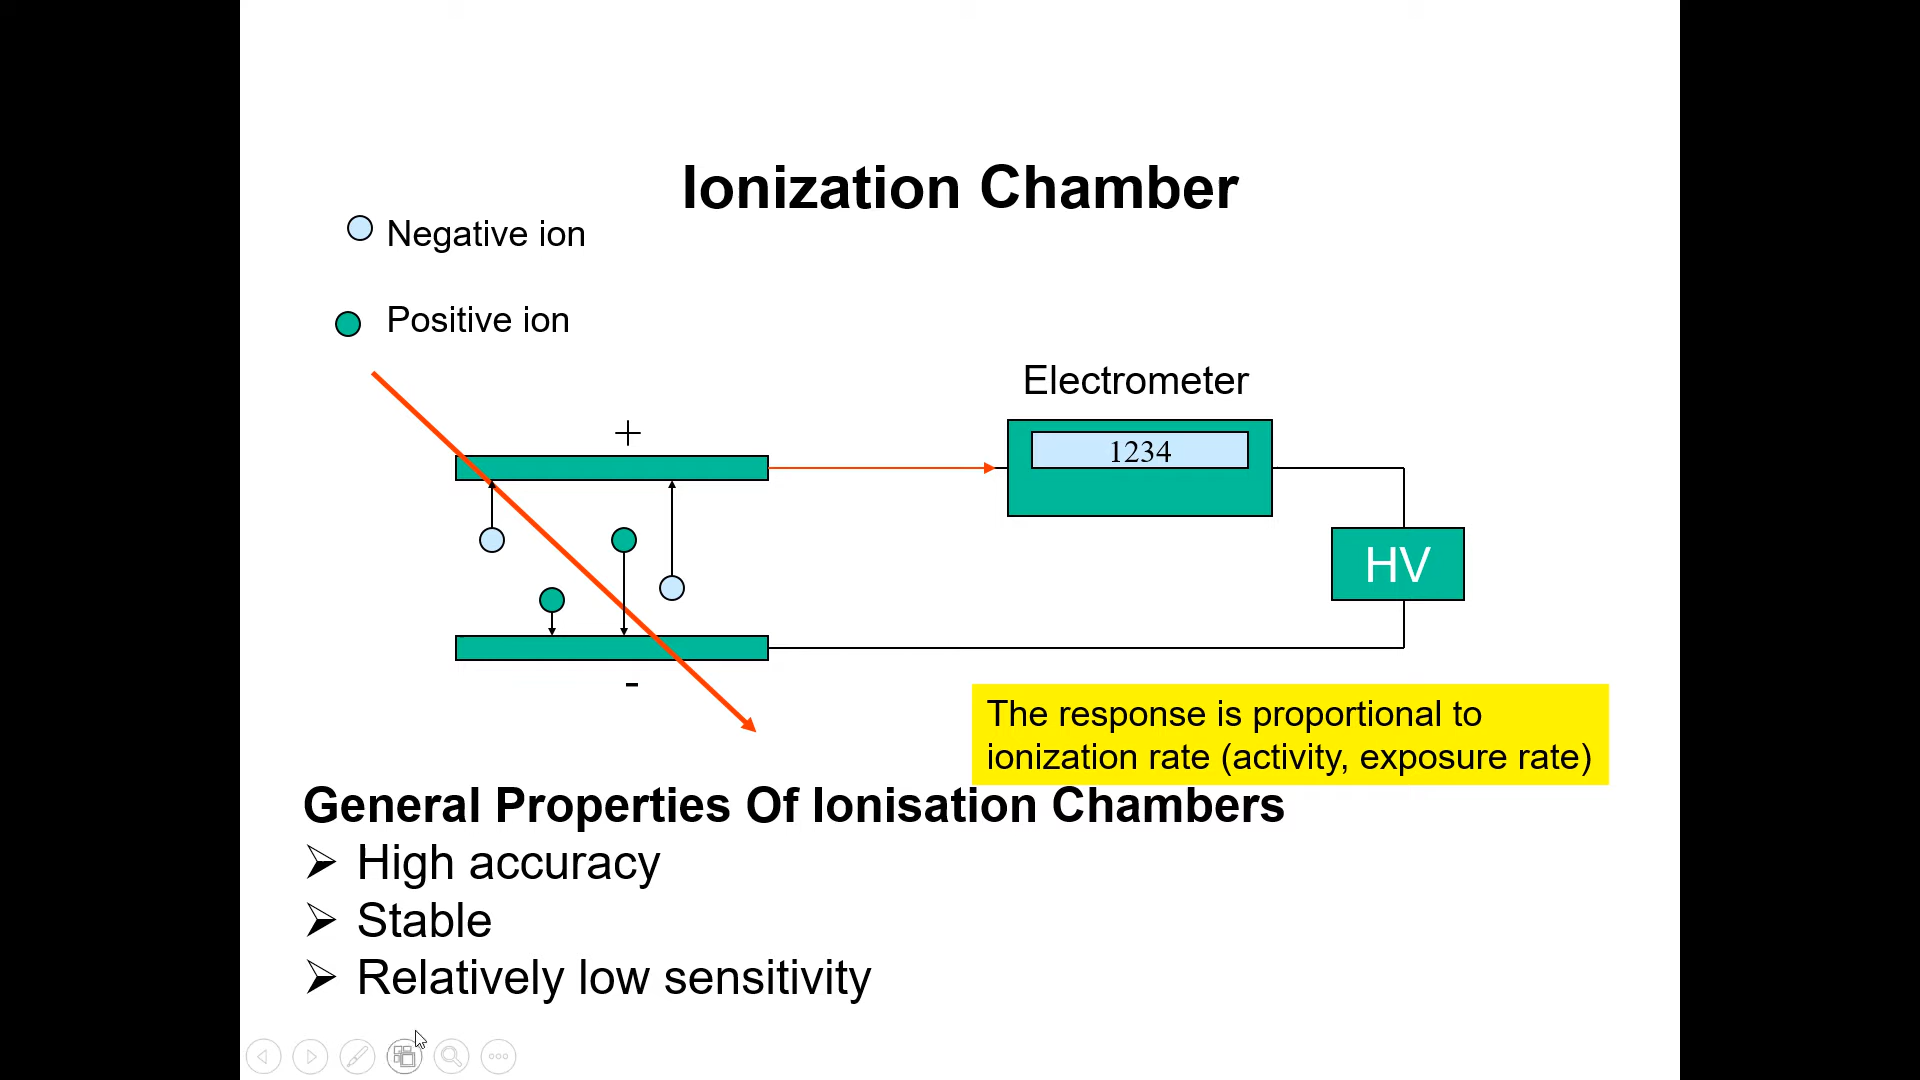 Ionization Chamber
Negative ion
Positive ion
Electrometer
+
1234
HV
-
The response is proportional to
ionization rate (activity, exposure rate)
General Properties Of Ionisation Chambers
➢ High accuracy
➢ Stable
➢ Relatively low sensitivity